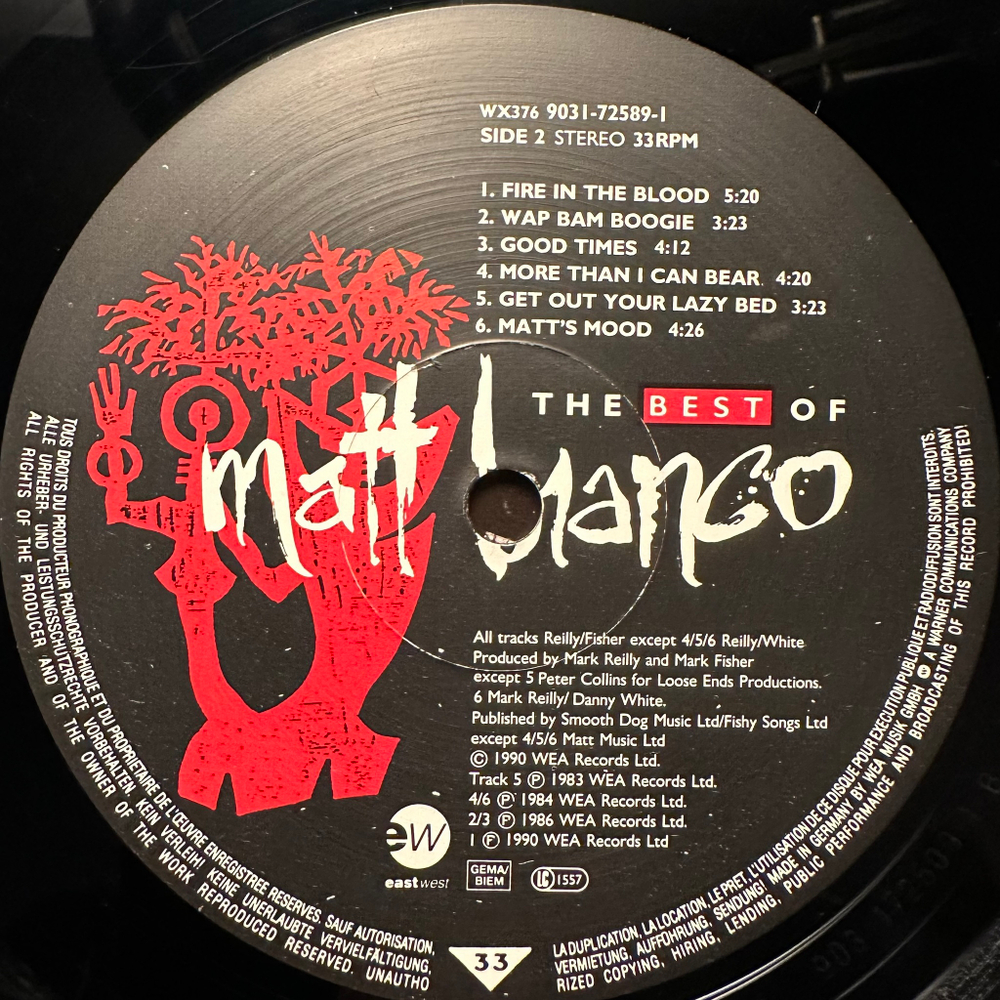 WX376 9031-72589-1
SIDE 2 STEREO 33RPM
1. FIRE IN THE BLOOD 5:20
2. WAP BAM BOOGIE 3:23
3. GOOD TIMES 4:12
4. MORE THAN I CAN BEAR 4:20
5. GET OUT YOUR LAZY BED 3:23
6. MATT'S MOOD 4:26
THE BEST OF
matt bianco
All tracks Reilly/Fisher except 4/5/6 Reilly/White
Produced by Mark Reilly and Mark Fisher
except 5 Peter Collins for Loose Ends Productions.
6 Mark Reilly/ Danny White.
Published by Smooth Dog Music Ltd/Fishy Songs Ltd
except 4/5/6 Matt Music Ltd
© 1990 WEA Records Ltd.
Track 5 ℗ 1983 WEA Records Ltd.
4/6 ℗ 1984 WEA Records Ltd.
2/3 ℗ 1986 WEA Records Ltd.
1 ℗ 1990 WEA Records Ltd
ew
eastwest
GEMA/
BIEM
LC 1557
33
TOUS DROITS DU PRODUCTEUR PHONOGRAPHIQUE ET DU PROPRIETAIRE DE L'ŒUVRE ENREGISTREE RESERVES. SAUF AUTORISATION,
ALLE URHEBER- UND LEISTUNGSSCHUTZRECHTE VORBEHALTEN. KEIN VERLEIH! KEINE UNERLAUBTE, VERVIELFÄLTIGUNG,
ALL RIGHTS OF THE PRODUCER AND OF THE OWNER OF THE WORK REPRODUCED RESERVED. UNAUTHO
LA DUPLICATION, LA LOCATION, LE PRET, L'UTILISATION DE CE DISQUE POUR EXECUTION PUBLIQUE ET RADIODIFFUSION SONT INTERDITS.
VERMIETUNG, AUFFÜHRUNG, SENDUNG! MADE IN GERMANY BY WEA MUSIK GMBH A WARNER COMMUNICATIONS COMPANY
RIZED COPYING, HIRING, LENDING, PUBLIC PERFORMANCE AND BROADCASTING OF THIS RECORD PROHIBITED!